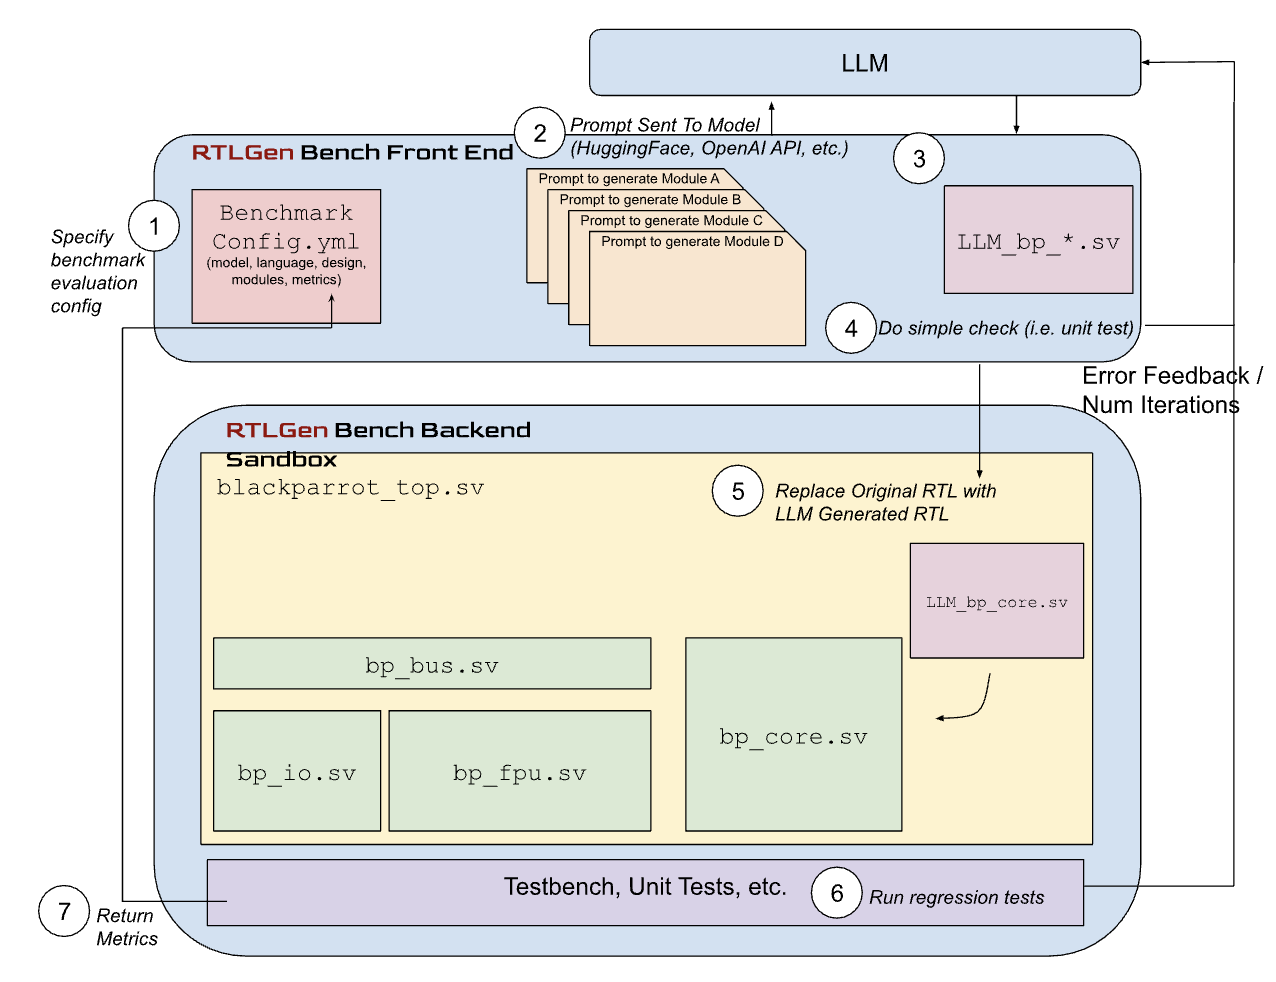 LLM
2
Prompt Sent To Model
(HuggingFace, OpenAI API, etc.)
RTLGen Bench Front End
3
Prompt to generate Module A
Prompt to generate Module B
Prompt to generate Module C
Prompt to generate Module D
1
Specify
benchmark
evaluation
config
Benchmark
Config.yml
(model, language, design,
modules, metrics)
LLM_bp_*.sv
4
Do simple check (i.e. unit test)
Error Feedback /
Num Iterations
RTLGen Bench Backend
Sandbox
blackparrot_top.sv
5
Replace Original RTL with
LLM Generated RTL
LLM_bp_core.sv
bp_bus.sv
bp_io.sv
bp_fpu.sv
bp_core.sv
Testbench, Unit Tests, etc.
6
Run regression tests
7
Return
Metrics